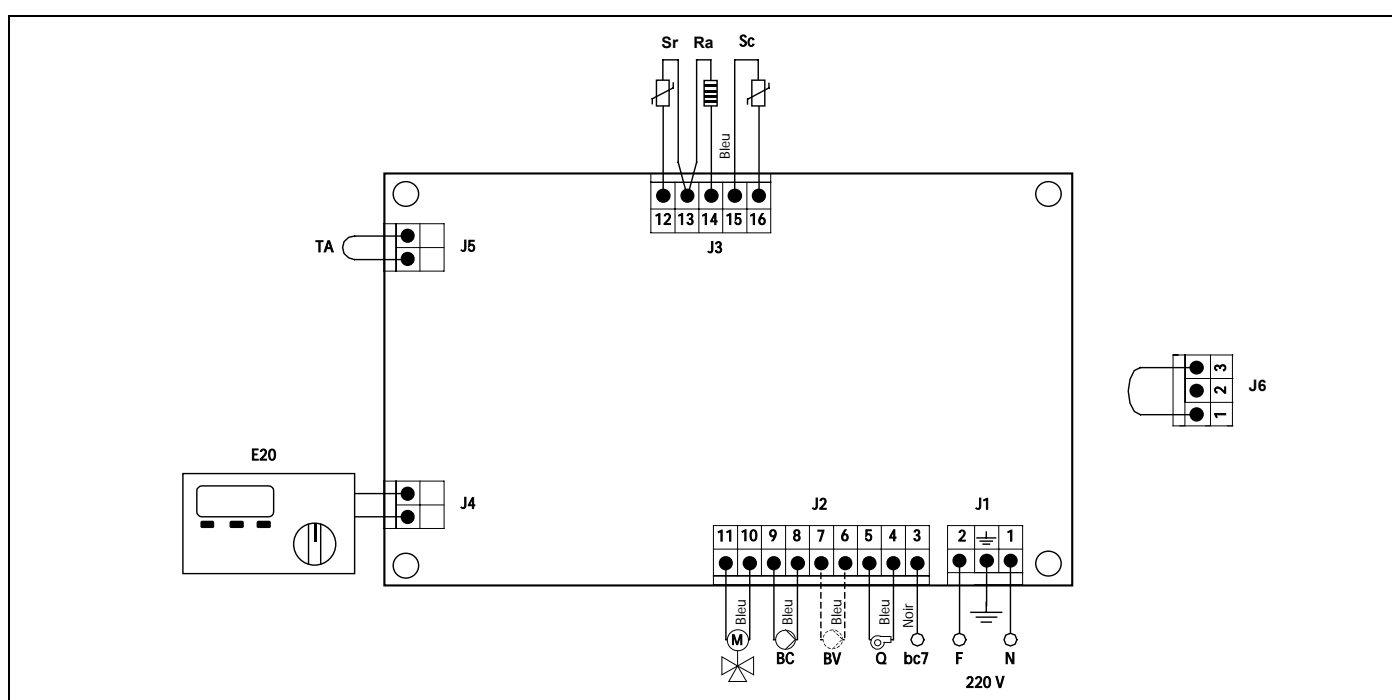 Sr Ra Sc
Bleu
12 13 14 15 16
J3
TA
J5
3
2
1
J6
E20
J4
J2
J1
11 10 9 8 7 6 5 4 3
2 1
Bleu Bleu Bleu Bleu Noir
M
BC BV Q bc7 F N
220 V